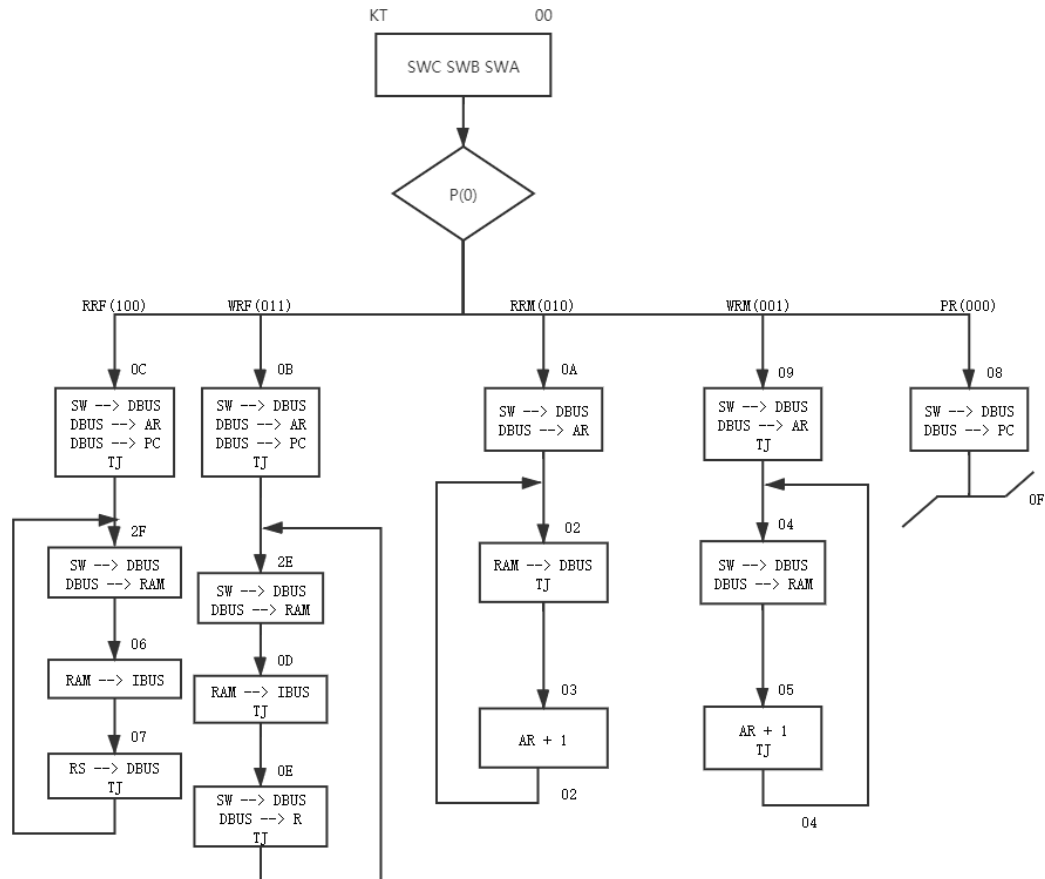 KT
00
SWC SWB SWA
P(0)
RRF(100)
WRF(011)
RRM(010)
WRM(001)
PR(000)
0C
SW --> DBUS
DBUS --> AR
DBUS --> PC
TJ
2F
SW --> DBUS
DBUS --> RAM
06
RAM --> IBUS
07
RS --> DBUS
TJ
0B
SW --> DBUS
DBUS --> AR
DBUS --> PC
TJ
2E
SW --> DBUS
DBUS --> RAM
0D
RAM --> IBUS
TJ
0E
SW --> DBUS
DBUS --> R
TJ
0A
SW --> DBUS
DBUS --> AR
02
RAM --> DBUS
TJ
03
AR + 1
02
09
SW --> DBUS
DBUS --> AR
TJ
04
SW --> DBUS
DBUS --> RAM
05
AR + 1
TJ
04
08
SW --> DBUS
DBUS --> PC
0F